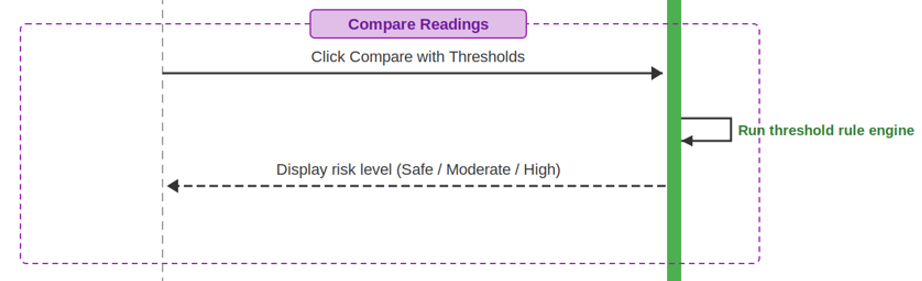 Compare Readings
Click Compare with Thresholds
Run threshold rule engine
Display risk level (Safe / Moderate / High)